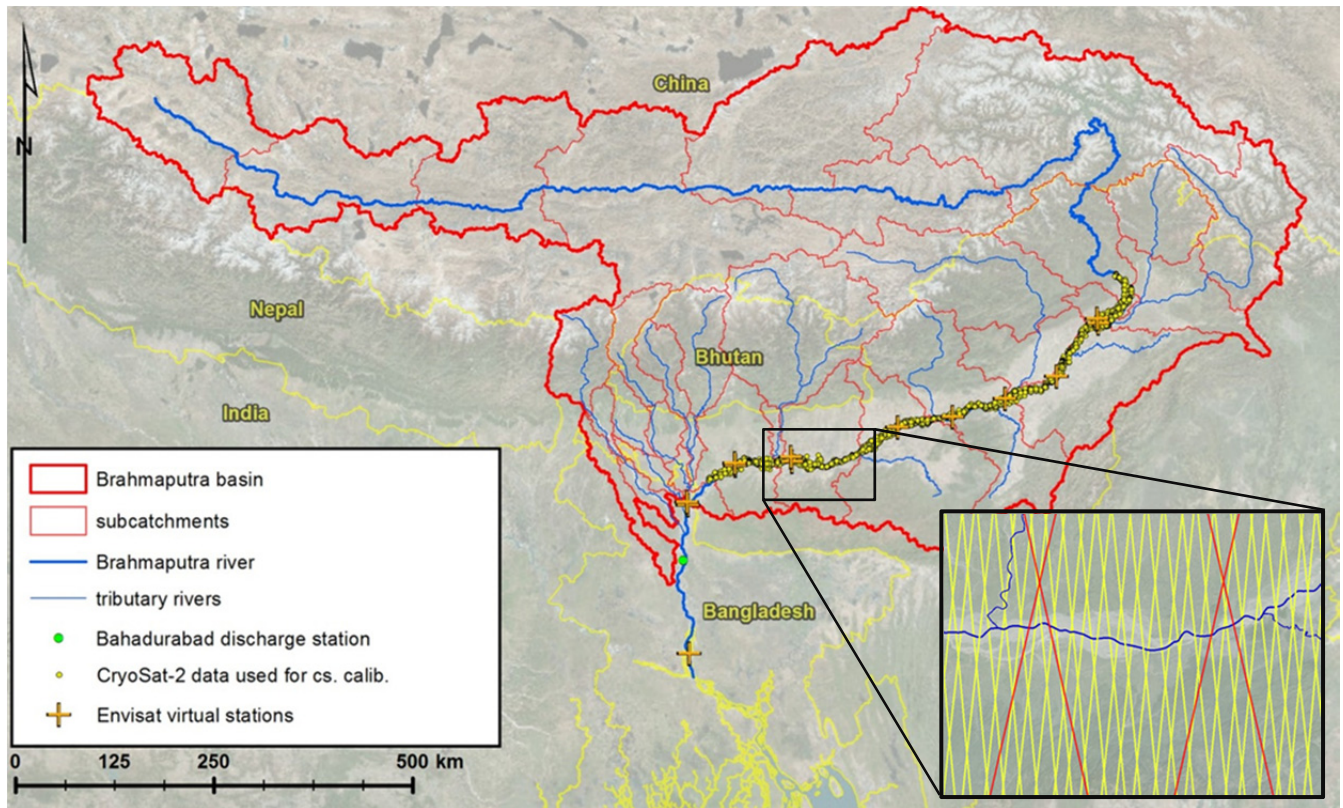 China
N
Nepal
Bhutan
India
Brahmaputra basin
subcatchments
Brahmaputra river
tributary rivers
Bahadurabad discharge station
CryoSat-2 data used for cs. calib.
Envisat virtual stations
Bangladesh
0 125 250 500 km